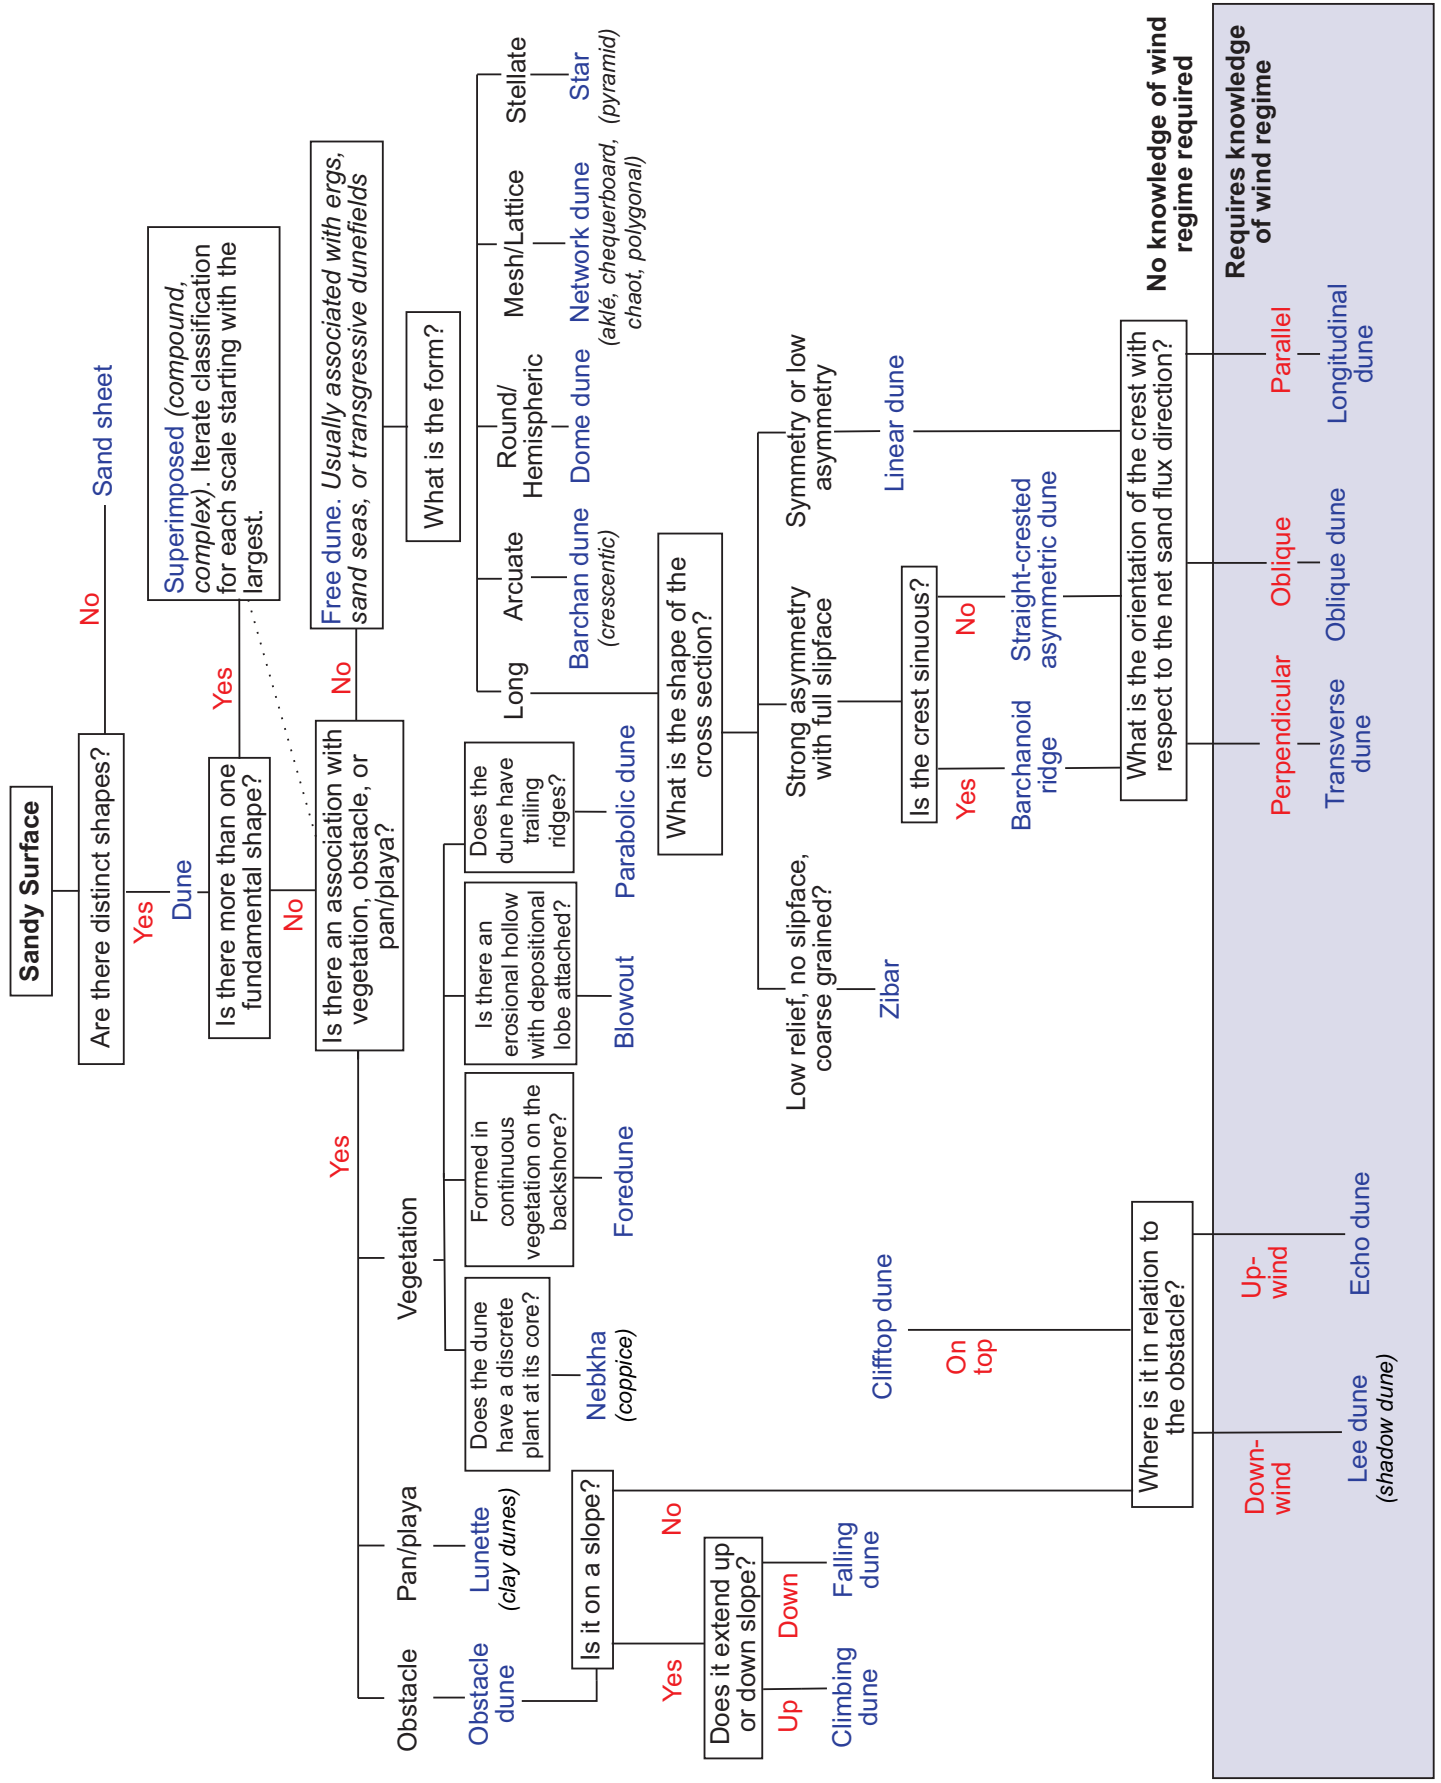 Sandy Surface
Are there distinct shapes?
No
Sand sheet
Yes
Dune
Is there more than one
fundamental shape?
Yes
Superimposed (compound,
complex). Iterate classification
for each scale starting with the
largest.
No
Is there an association with
vegetation, obstacle, or
pan/playa?
No
Free dune. Usually associated with ergs,
sand seas, or transgressive dunefields
What is the form?
Yes
Obstacle
Pan/playa
Vegetation
Long
Arcuate
Round/
Hemispheric
Mesh/Lattice
Stellate
Obstacle
dune
Lunette
(clay dunes)
Does the dune
have a discrete
plant at its core?
Formed in
continuous
vegetation on the
backshore?
Is there an
erosional hollow
with depositional
lobe attached?
Does the
dune have
trailing
ridges?
Barchan dune
(crescentic)
Dome dune
Network dune
(aklé, chequerboard,
chaot, polygonal)
Star
(pyramid)
Nebkha
(coppice)
Foredune
Blowout
Parabolic dune
Is it on a slope?
Yes
No
What is the shape of the
cross section?
Does it extend up
or down slope?
Up
Down
Climbing
dune
Falling
dune
Low relief, no slipface,
coarse grained?
Strong asymmetry
with full slipface
Symmetry or low
asymmetry
Zibar
Linear dune
Is the crest sinuous?
Yes
No
Barchanoid
ridge
Straight-crested
asymmetric dune
Clifftop dune
On
top
Where is it in relation to
the obstacle?
What is the orientation of the crest with
respect to the net sand flux direction?
No knowledge of wind
regime required
Requires knowledge
of wind regime
Down-
wind
Up-
wind
Perpendicular
Oblique
Parallel
Lee dune
(shadow dune)
Echo dune
Transverse
dune
Oblique dune
Longitudinal
dune